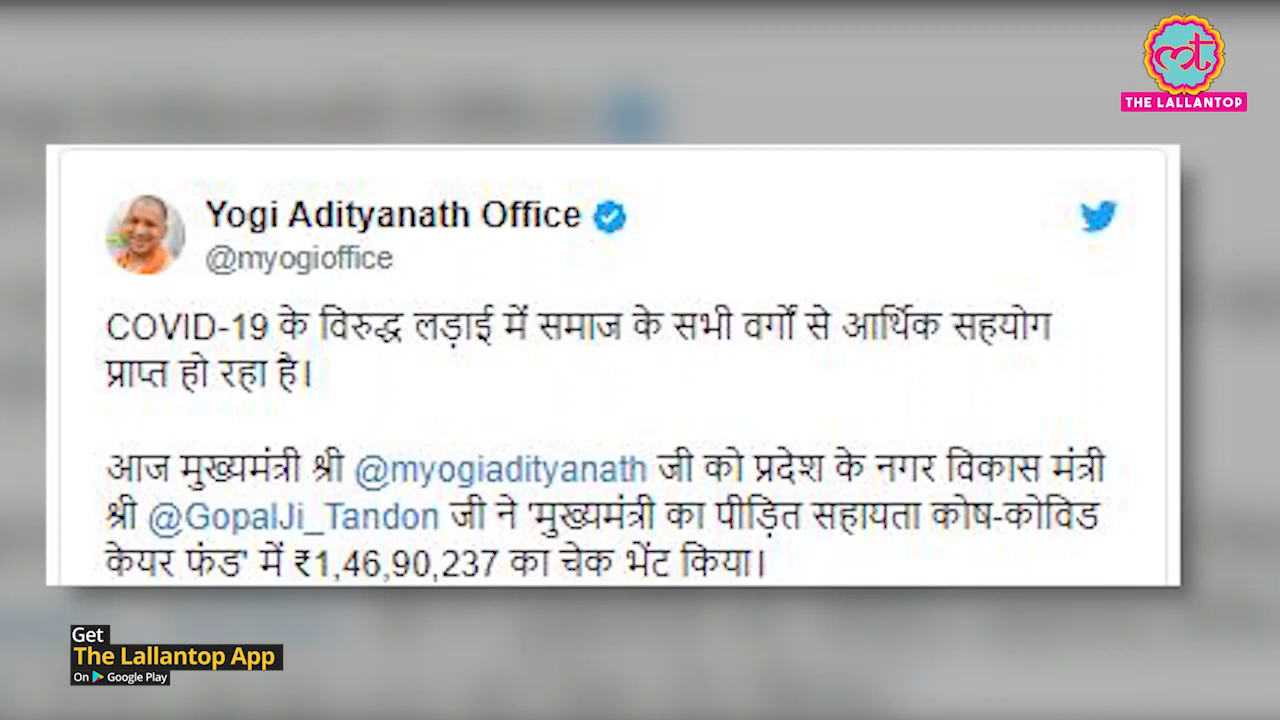 THE LALLANTOP
Yogi Adityanath Office
@myogioffice
COVID-19 के विरुद्ध लड़ाई में समाज के सभी वर्गों से आर्थिक सहयोग
प्राप्त हो रहा है।
आज मुख्यमंत्री श्री @myogiadityanath जी को प्रदेश के नगर विकास मंत्री
श्री @GopalJi_Tandon जी ने 'मुख्यमंत्री का पीड़ित सहायता कोष-कोविड
केयर फंड' में ₹1,46,90,237 का चेक भेंट किया।
Get
The Lallantop App
On Google Play